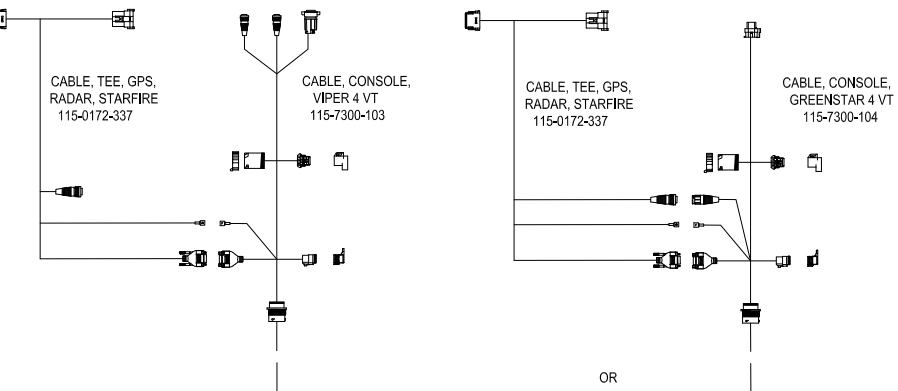 CABLE, TEE, GPS,
RADAR, STARFIRE
115-0172-337
CABLE, CONSOLE,
VIPER 4 VT
115-7300-103
CABLE, TEE, GPS,
RADAR, STARFIRE
115-0172-337
CABLE, CONSOLE,
GREENSTAR 4 VT
115-7300-104
OR